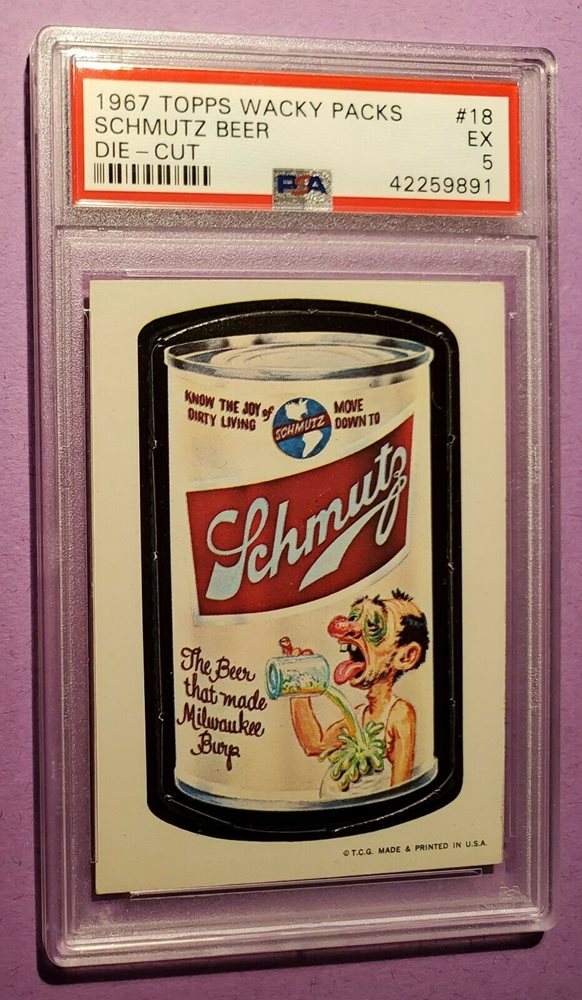 1967 TOPPS WACKY PACKS #18
SCHMUTZ BEER EX
DIE-CUT 5
PSA 42259891
KNOW THE JOY of
DIRTY LIVING
SCHMUTZ
MOVE
DOWN TO
Schmutz
The Beer
that made
Milwaukee
Burp
© T.C.G. MADE & PRINTED IN U.S.A.